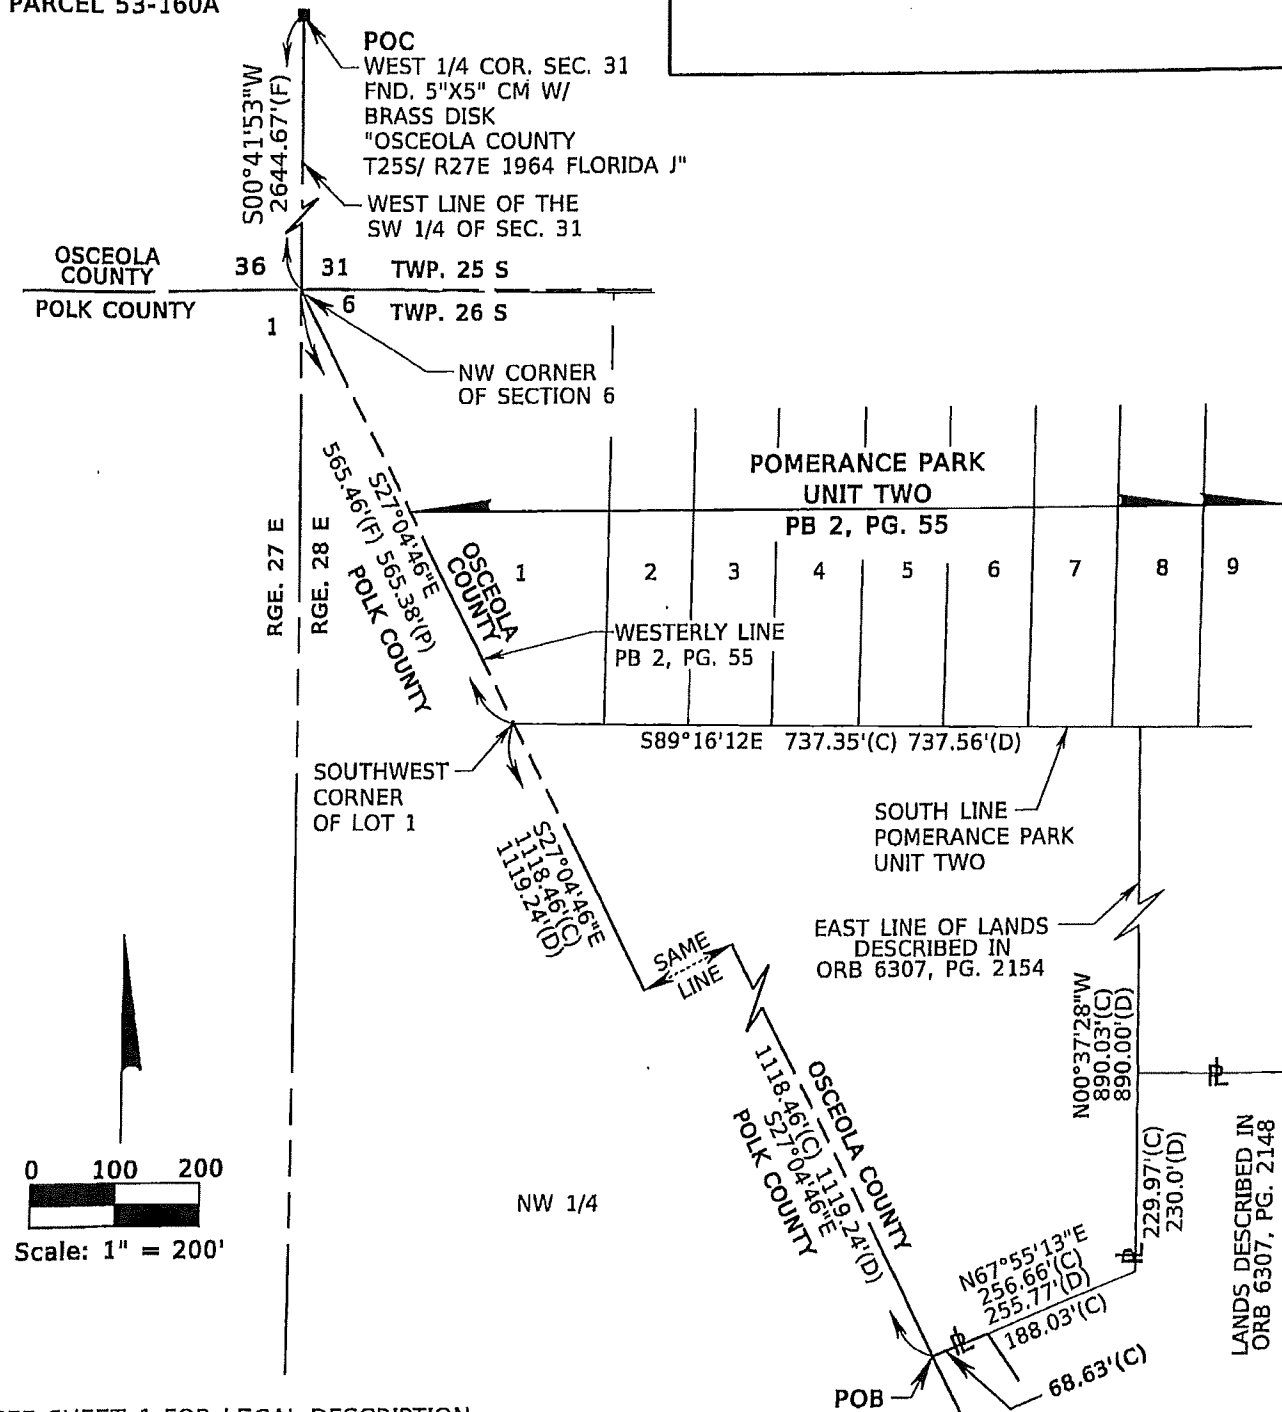 PARCEL 53-160A
POC
WEST 1/4 COR. SEC. 31
FND. 5"X5" CM W/
BRASS DISK
"OSCEOLA COUNTY
T25S/ R27E 1964 FLORIDA J"
S00°41'53"W
2644.67'(F)
WEST LINE OF THE
SW 1/4 OF SEC. 31
OSCEOLA
COUNTY
36
31
TWP. 25 S
POLK COUNTY
1
6
TWP. 26 S
NW CORNER
OF SECTION 6
S27°04'46"E
565.46'(F) 565.38'(P)
POLK COUNTY
OSCEOLA
COUNTY
RGE. 27 E
RGE. 28 E
POMERANCE PARK
UNIT TWO
PB 2, PG. 55
1
2
3
4
5
6
7
8
9
WESTERLY LINE
PB 2, PG. 55
S89°16'12E 737.35'(C) 737.56'(D)
SOUTHWEST
CORNER
OF LOT 1
SOUTH LINE
POMERANCE PARK
UNIT TWO
S27°04'46"E
1118.46'(C)
1119.24'(D)
SAME
LINE
EAST LINE OF LANDS
DESCRIBED IN
ORB 6307, PG. 2154
N00°37'28"W
890.03'(C)
890.00'(D)
PL
OSCEOLA COUNTY
1118.46'(C) 1119.24'(D)
S27°04'46"E
POLK COUNTY
229.97'(C)
230.0'(D)
LANDS DESCRIBED IN
ORB 6307, PG. 2148
0 100 200
Scale: 1" = 200'
NW 1/4
PL
N67°55'13"E
256.66'(C)
255.77'(D)
188.03'(C)
PL
68.63'(C)
POB
SEE SHEET 1 FOR LEGAL DESCRIPTION